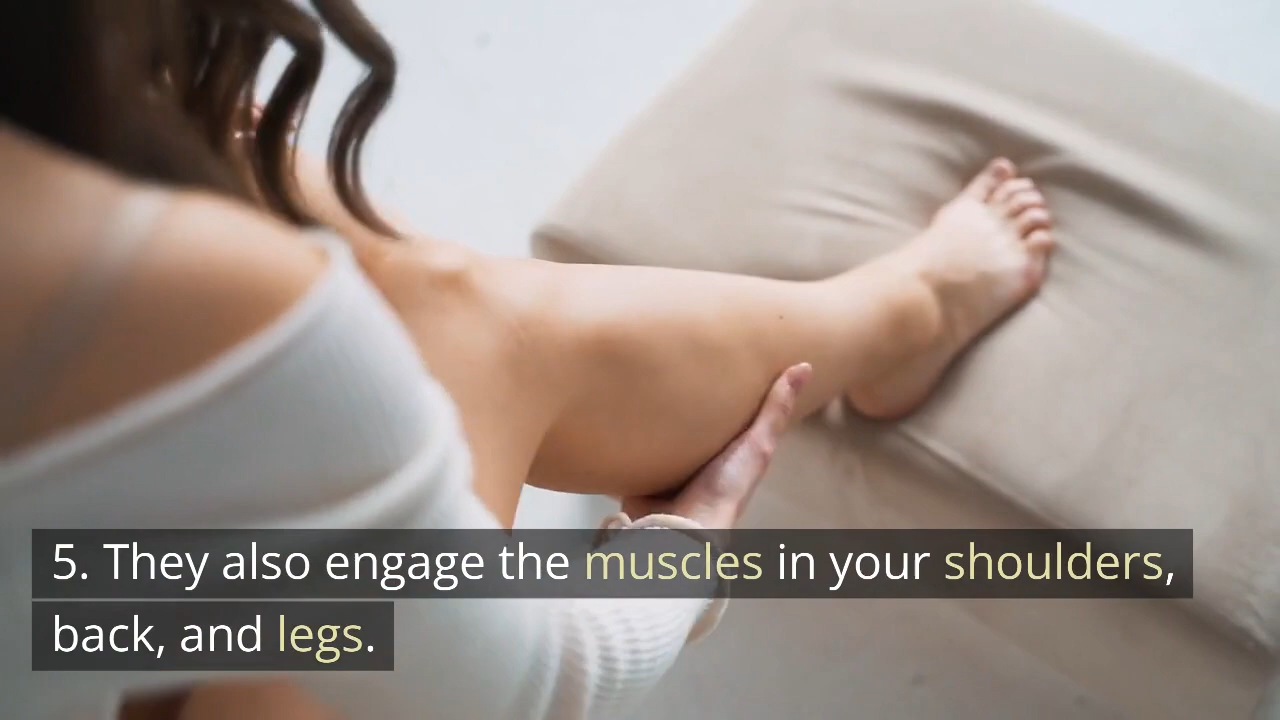 5. They also engage the muscles in your shoulders,
back, and legs.